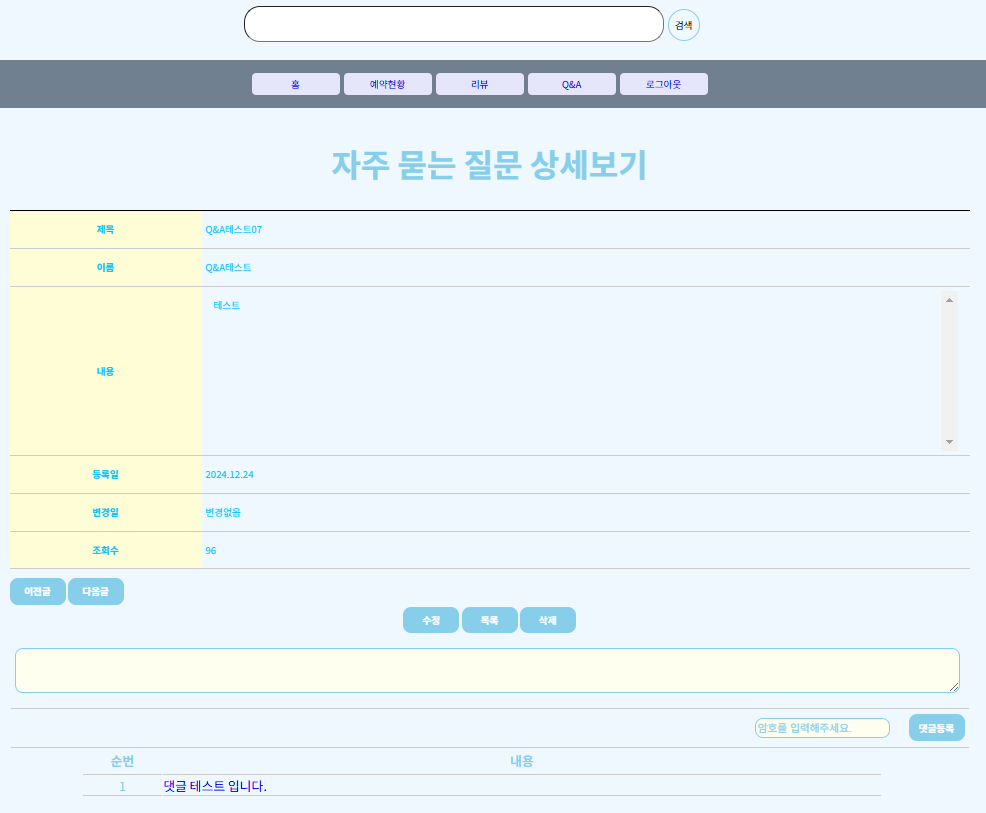 검색
홈 예약현황 리뷰 Q&A 로그아웃
자주 묻는 질문 상세보기
제목 Q&A테스트07
이름 Q&A테스트
내용 테스트
등록일 2024.12.24
변경일 변경없음
조회수 96
이전글 다음글
수정 목록 삭제
암호를 입력해주세요. 댓글등록
순번 내용
1 댓글 테스트 입니다.